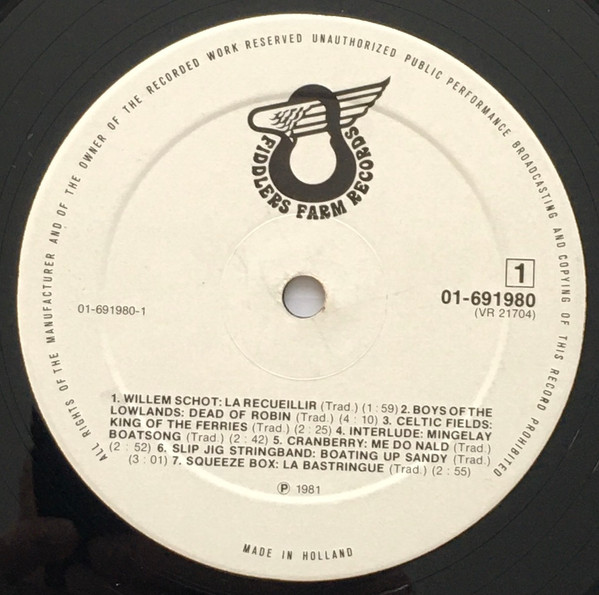 ALL RIGHTS OF THE MANUFACTURER AND OF THE OWNER OF THE RECORDED WORK RESERVED UNAUTHORIZED PUBLIC PERFORMANCE BROADCASTING AND COPYING OF THIS RECORD PROHIBITED
FIDDLERS FARM RECORDS
1
01-691980
(VR 21704)
01-691980-1
1. WILLEM SCHOT: LA RECUEILLIR (Trad.) (1 : 59) 2. BOYS OF THE
LOWLANDS: DEAD OF ROBIN (Trad.) (4 : 10) 3. CELTIC FIELDS:
KING OF THE FERRIES (Trad.) (2 : 25) 4. INTERLUDE: MINGELAY
BOATSONG (Trad.) (2 : 42) 5. CRANBERRY: ME DO NALD (Trad.)
(2 : 52) 6. SLIP JIG STRINGBAND: BOATING UP SANDY (Trad.)
(3 : 01) 7. SQUEEZE BOX: LA BASTRINGUE (Trad.) (2 : 55)
Ⓟ 1981
MADE IN HOLLAND